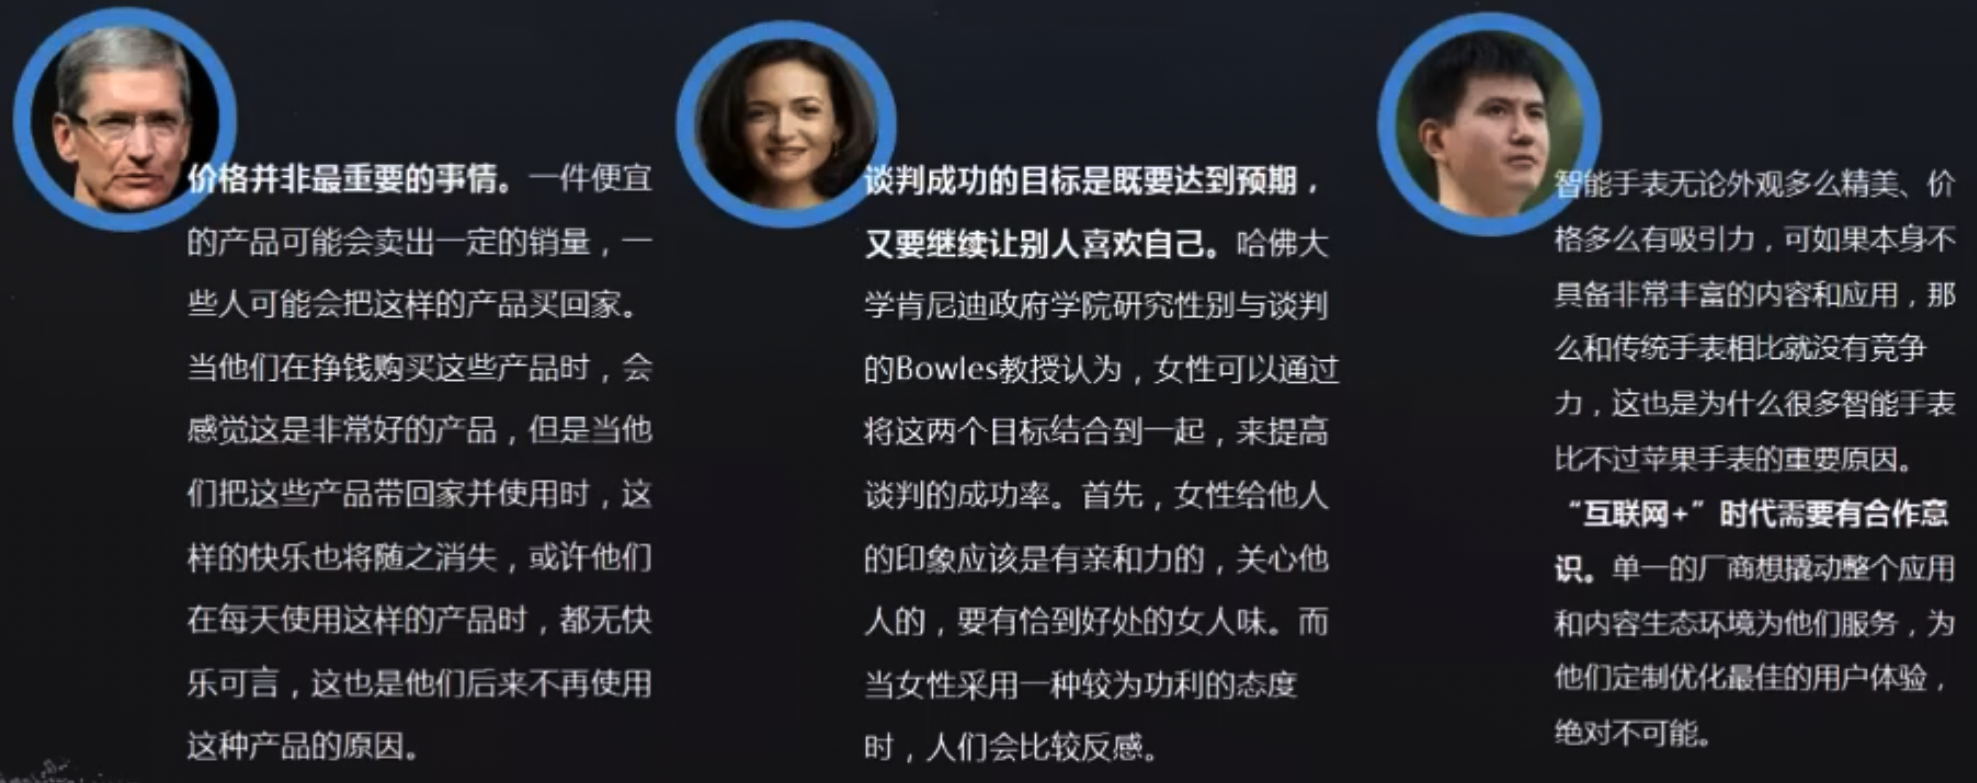 价格并非最重要的事情。一件便宜
的产品可能会卖出一定的销量，一
些人可能会把这样的产品买回家。
当他们在挣钱购买这些产品时，会
感觉这是非常好的产品，但是当他
们把这些产品带回家并使用时，这
样的快乐也将随之消失，或许他们
在每天使用这样的产品时，都无快
乐可言，这也是他们后来不再使用
这种产品的原因。
谈判成功的目标是既要达到预期，
又要继续让别人喜欢自己。哈佛大
学肯尼迪政府学院研究性别与谈判
的Bowles教授认为，女性可以通过
将这两个目标结合到一起，来提高
谈判的成功率。首先，女性给他人
的印象应该是有亲和力的，关心他
人的，要有恰到好处的女人味。而
当女性采用一种较为功利的态度
时，人们会比较反感。
智能手表无论外观多么精美、价
格多么有吸引力，可如果本身不
具备非常丰富的内容和应用，那
么和传统手表相比就没有竞争
力，这也是为什么很多智能手表
比不过苹果手表的重要原因。
“互联网+”时代需要有合作意
识。单一的厂商想撬动整个应用
和内容生态环境为他们服务，为
他们定制优化最佳的用户体验，
绝对不可能。